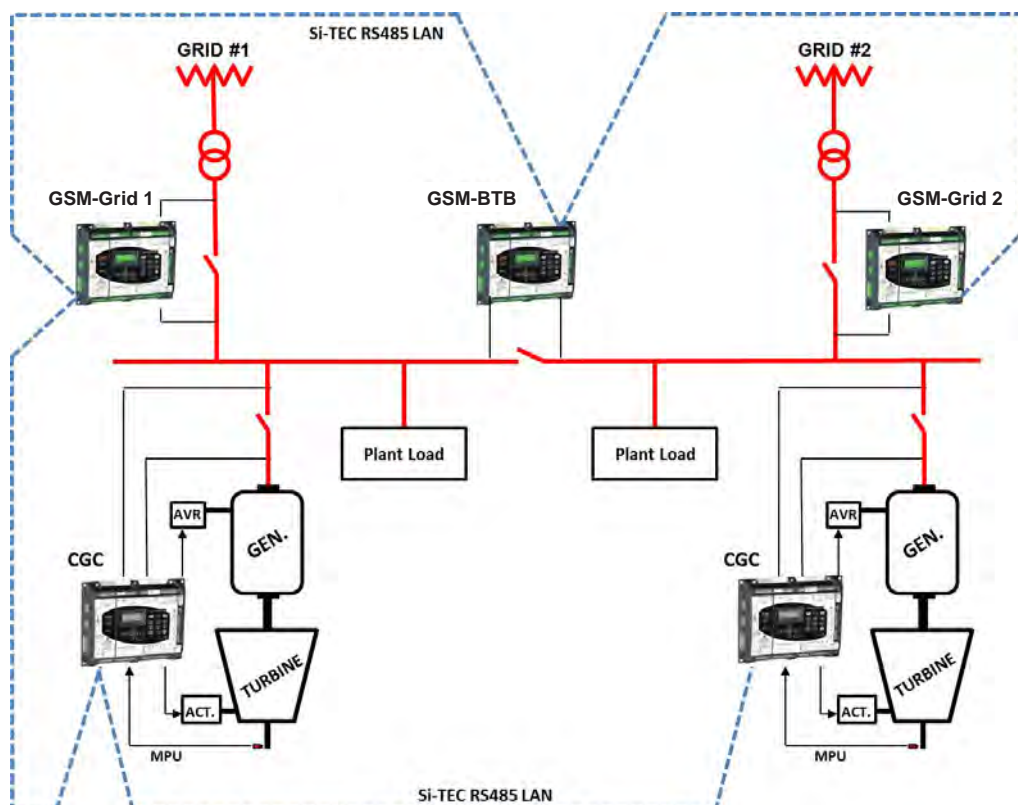 Si-TEC RS485 LAN
GRID #1
GRID #2
GSM-Grid 1
GSM-BTB
GSM-Grid 2
Plant Load
Plant Load
AVR
GEN.
AVR
GEN.
CGC
CGC
TURBINE
TURBINE
ACT.
ACT.
MPU
MPU
Si-TEC RS485 LAN